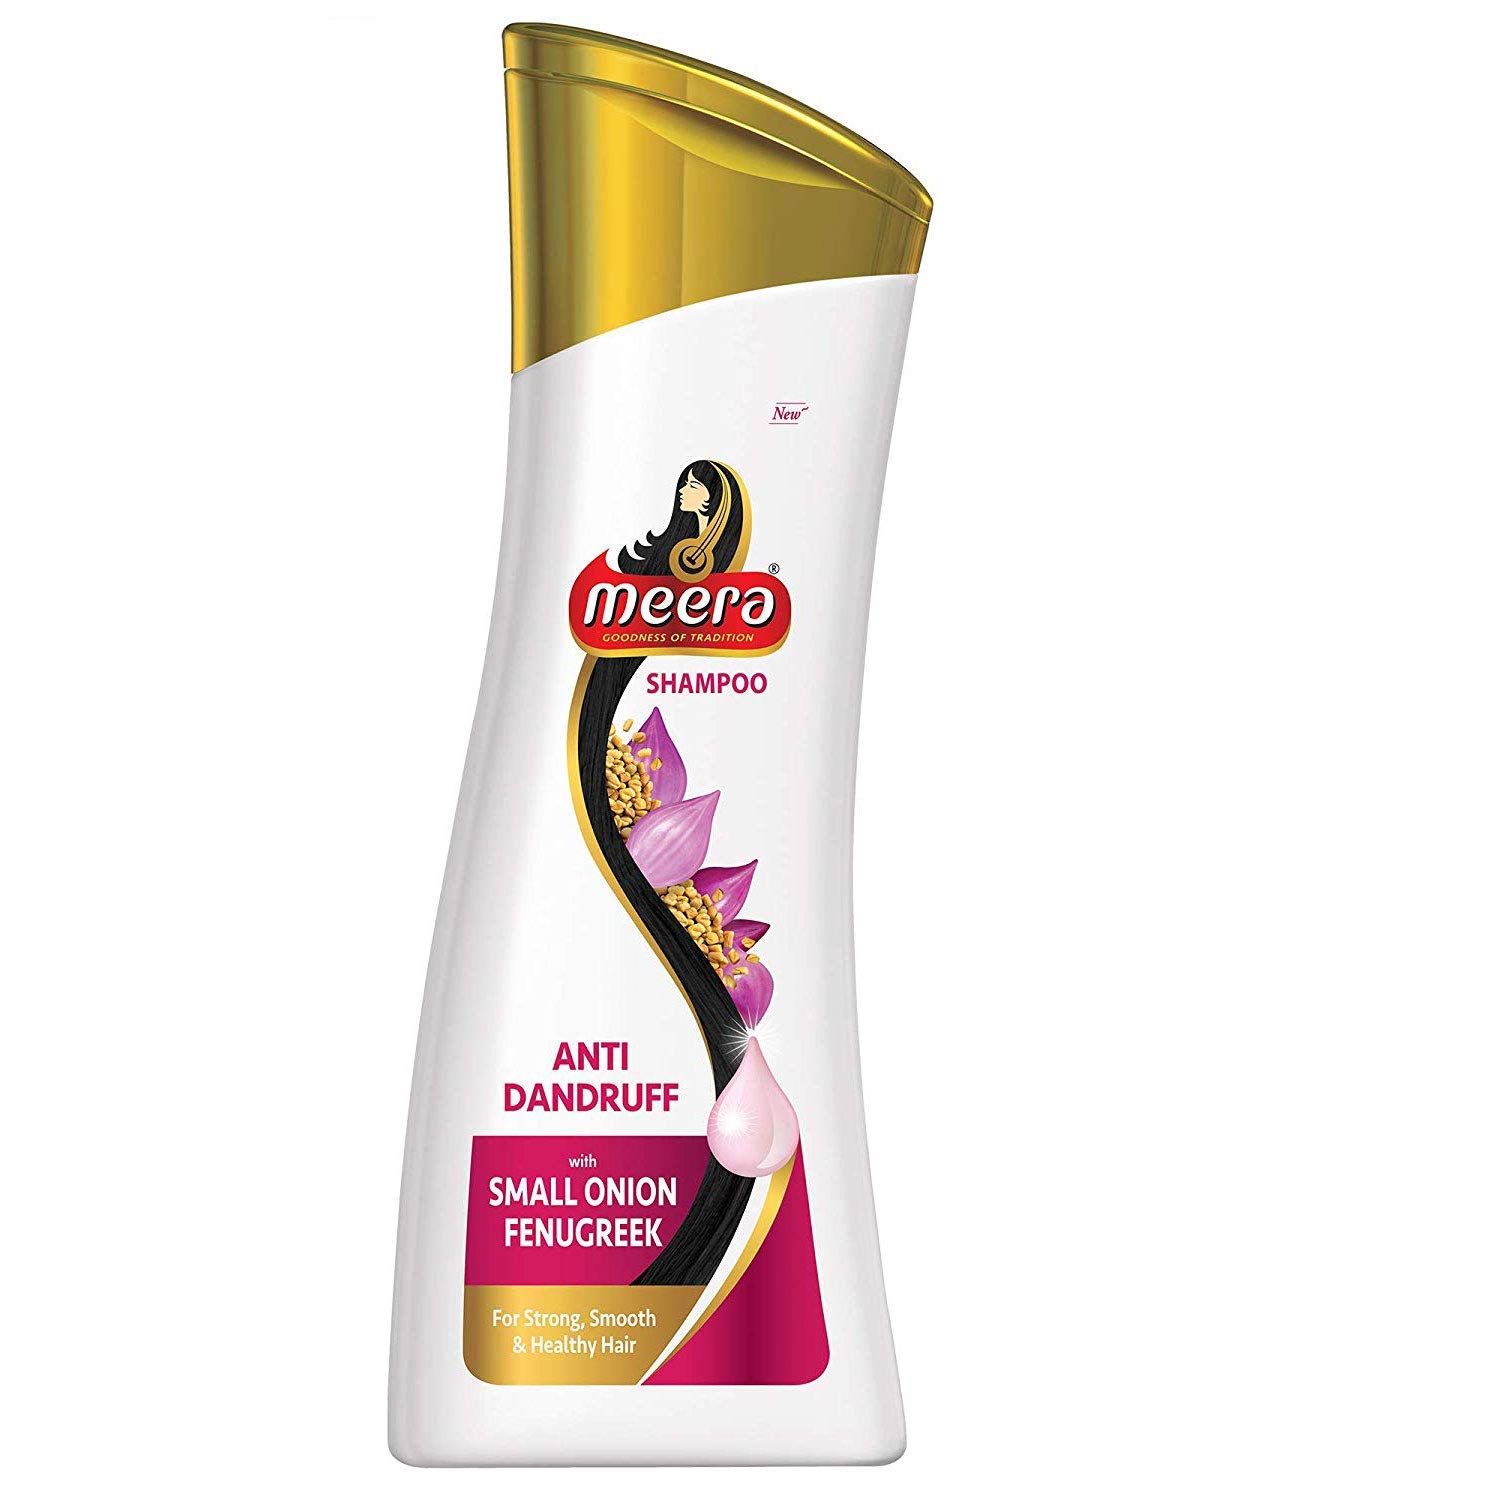 New
meera®
GOODNESS OF TRADITION
SHAMPOO
ANTI
DANDRUFF
with
SMALL ONION
FENUGREEK
For Strong, Smooth
& Healthy Hair